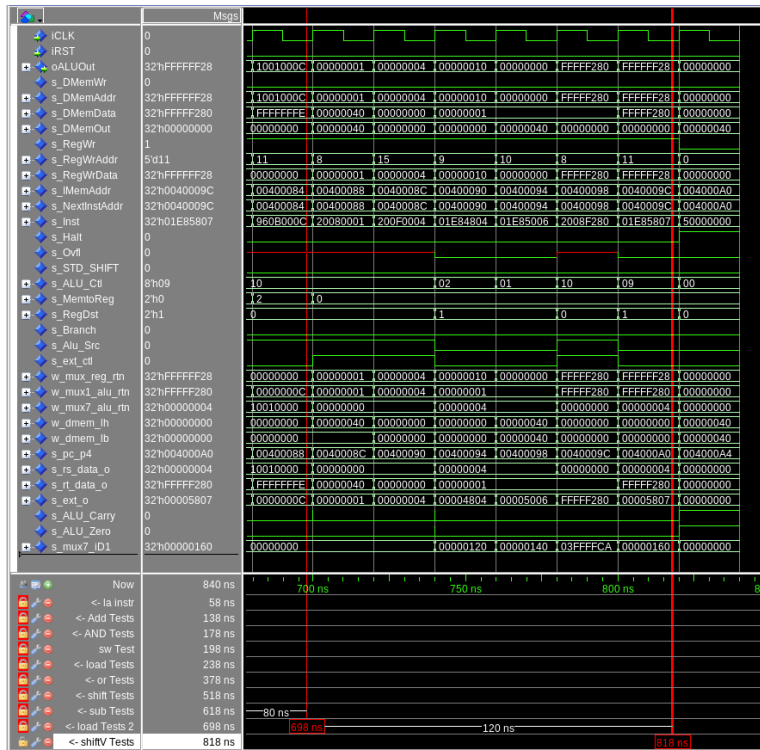 Msgs
iCLK 0
iRST 0
oALUOut 32'hFFFFFF28 1001000C 00000001 00000004 00000010 00000000 FFFFF280 FFFFFF28 00000000
s_DMemWr 0
s_DMemAddr 32'hFFFFFF28 1001000C 00000001 00000004 00000010 00000000 FFFFF280 FFFFFF28 00000000
s_DMemData 32'hFFFFF280 FFFFFFFE 00000040 00000000 00000001 FFFFF280 00000000
s_DMemOut 32'h00000000 00000000 00000040 00000000 00000000 00000040 00000000 00000000 00000040
s_RegWr 1
s_RegWrAddr 5'd11 11 8 15 9 10 8 11 0
s_RegWrData 32'hFFFFFF28 00000000 00000001 00000004 00000010 00000000 FFFFF280 FFFFFF28 00000000
s_IMemAddr 32'h0040009C 00400084 00400088 0040008C 00400090 00400094 00400098 0040009C 004000A0
s_NextInstAddr 32'h0040009C 00400084 00400088 0040008C 00400090 00400094 00400098 0040009C 004000A0
s_Inst 32'h01E85807 960B000C 20080001 200F0004 01E84804 01E85006 2008F280 01E85807 50000000
s_Halt 0
s_Ovfl 0
s_STD_SHIFT 0
s_ALU_Ctl 8'h09 10 02 01 10 09 00
s_MemtoReg 2'h0 2 0
s_RegDst 2'h1 0 1 0 1 0
s_Branch 0
s_Alu_Src 0
s_ext_ctl 0
w_mux_reg_rtn 32'hFFFFFF28 00000000 00000001 00000004 00000010 00000000 FFFFF280 FFFFFF28 00000000
w_mux1_alu_rtn 32'hFFFFF280 0000000C 00000001 00000004 00000001 FFFFF280 FFFFF280 00000000
w_mux7_alu_rtn 32'h00000004 10010000 00000000 00000004 00000000 00000004 00000000
w_dmem_lh 32'h00000000 00000000 00000040 00000000 00000000 00000040 00000000 00000000 00000040
w_dmem_lb 32'h00000000 00000000 00000000 00000000 00000040 00000000 00000000 00000040
s_pc_p4 32'h004000A0 00400088 0040008C 00400090 00400094 00400098 0040009C 004000A0 004000A4
s_rs_data_o 32'h00000004 10010000 00000000 00000004 00000000 00000004 00000000
s_rt_data_o 32'hFFFFF280 FFFFFFFE 00000040 00000000 00000001 FFFFF280 00000000
s_ext_o 32'h00005807 0000000C 00000001 00000004 00004804 00005006 FFFFF280 00005807 00000000
s_ALU_Carry 0
s_ALU_Zero 0
s_mux7_iD1 32'h00000160 00000000 00000120 00000140 03FFFFCA 00000160 00000000
Now 840 ns 700 ns 750 ns 800 ns 8
<- la instr 58 ns
<- Add Tests 138 ns
<- AND Tests 178 ns
sw Test 198 ns
<- load Tests 238 ns
<- or Tests 378 ns
<- shift Tests 518 ns
<- sub Tests 618 ns 80 ns
<- load Tests 2 698 ns 698 ns 120 ns
<- shiftV Tests 818 ns 818 ns